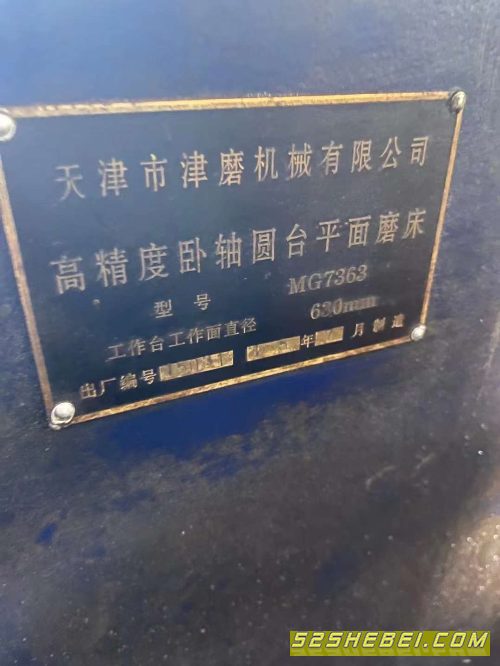 天津市津磨机械有限公司
高精度卧轴圆台平面磨床
型号 MG7363
工作台工作面直径 630mm
出厂编号 年 月制造
52SHEBEI.COM